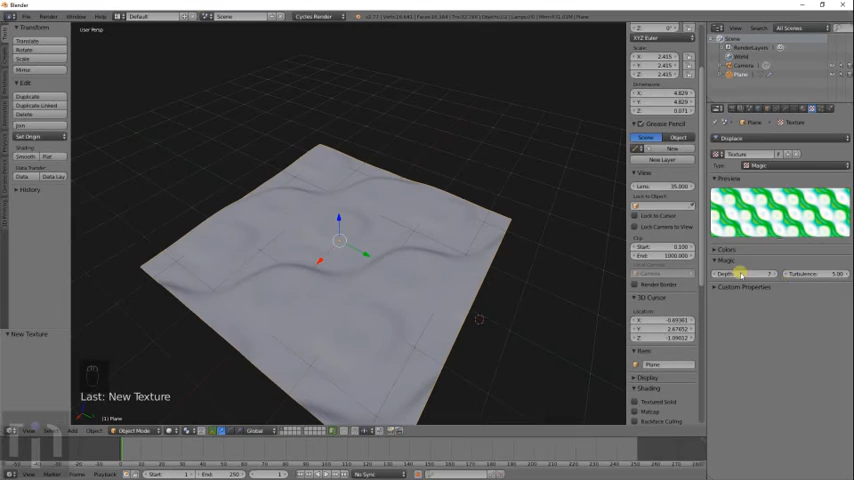 Blender
File Render Window Help Default Scene Cycles Render
User Persp
Transform
Translate
Rotate
Scale
Mirror
Edit
Duplicate
Duplicate Linked
Delete
Join
Set Origin
Shading:
Smooth Flat
Data Transfer:
Data Data Lay
History
New Texture
Last: New Texture
(1) Plane
Z: 0°
XYZ Euler
Scale:
X: 2.415
Y: 2.415
Z: 2.415
Dimensions:
X: 4.829
Y: 4.829
Z: 0.071
Grease Pencil
Scene Object
New
New Layer
View
Lens: 35.000
Lock to Object:
Lock to Cursor
Lock Camera to View
Clip:
Start: 0.100
End: 1000.000
Local Camera:
Camera
Render Border
3D Cursor
Location:
X: -0.69361
Y: 2.67652
Z: -1.09012
Item
Plane
Display
Shading
Textured Solid
Matcap
Backface Culling
View Search All Scenes
Scene
RenderLayers
World
Camera
Plane
Plane Texture
Displace
Texture F
Type: Magic
Preview
Colors
Magic
Depth: 7 Turbulence: 5.00
Custom Properties
View Select Add Object Object Mode Global
View Marker Frame Playback Start: 1 End: 250 1 No Sync